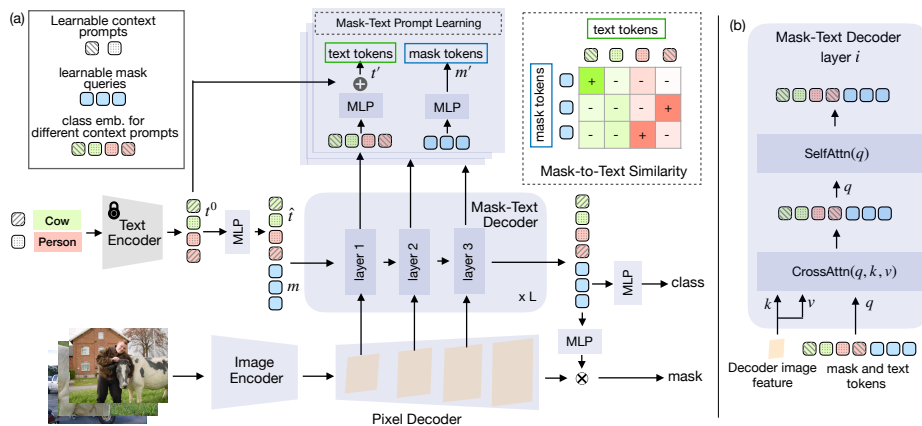 (a)
Learnable context
prompts
learnable mask
queries
class emb. for
different context prompts
Mask-Text Prompt Learning
text tokens
mask tokens
t′
m′
+
MLP
MLP
text tokens
mask tokens
+ - - -
- - - +
- - + -
Mask-to-Text Similarity
Cow
Person
Text
Encoder
t⁰
MLP
t̂
m
Mask-Text
Decoder
layer 1
layer 2
layer 3
x L
MLP
class
MLP
mask
Image
Encoder
Pixel Decoder
(b)
Mask-Text Decoder
layer i
SelfAttn(q)
q
CrossAttn(q, k, v)
k
v
q
Decoder image
feature
mask and text
tokens